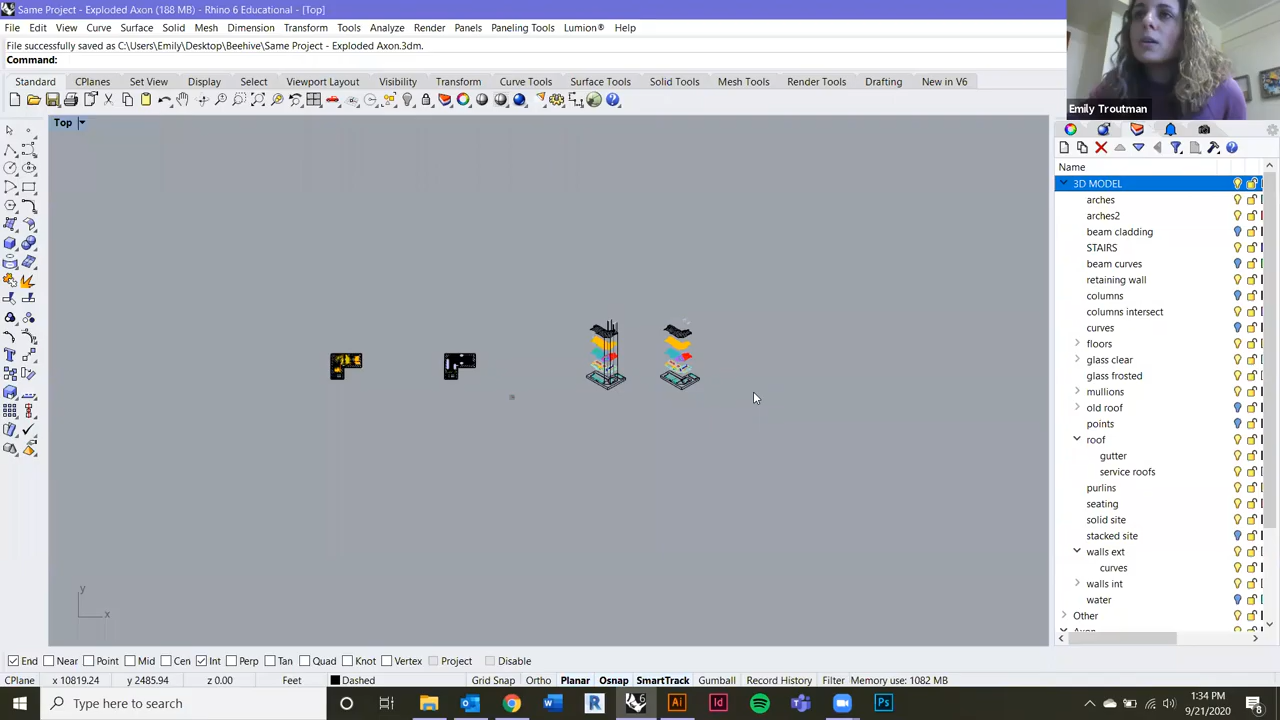 Same Project - Exploded Axon (188 MB) - Rhino 6 Educational - [Top]
File Edit View Curve Surface Solid Mesh Dimension Transform Tools Analyze Render Panels Paneling Tools Lumion® Help
File successfully saved as C:\Users\Emily\Desktop\Beehive\Same Project - Exploded Axon.3dm.
Command:
Standard CPlanes Set View Display Select Viewport Layout Visibility Transform Curve Tools Surface Tools Solid Tools Mesh Tools Render Tools Drafting New in V6
Emily Troutman
Top
Name
3D MODEL
arches
arches2
beam cladding
STAIRS
beam curves
retaining wall
columns
columns intersect
curves
floors
glass clear
glass frosted
mullions
old roof
points
roof
gutter
service roofs
purlins
seating
solid site
stacked site
walls ext
curves
walls int
water
Other
y
x
End Near Point Mid Cen Int Perp Tan Quad Knot Vertex Project Disable
CPlane x 10819.24 y 2485.94 z 0.00 Feet Dashed Grid Snap Ortho Planar Osnap SmartTrack Gumball Record History Filter Memory use: 1082 MB
Type here to search
1:34 PM
9/21/2020